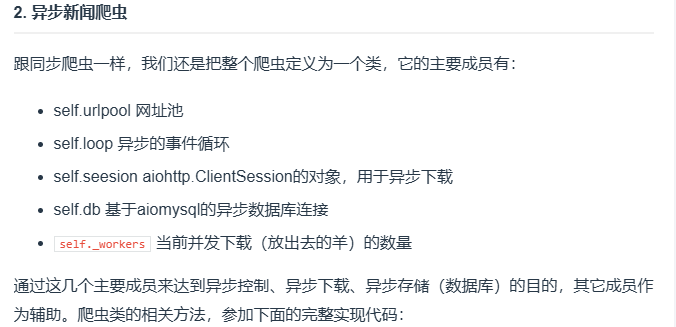 2. 异步新闻爬虫
跟同步爬虫一样，我们还是把整个爬虫定义为一个类，它的主要成员有：
self.urlpool 网址池
self.loop 异步的事件循环
self.seesion aiohttp.ClientSession的对象，用于异步下载
self.db 基于aiomysql的异步数据库连接
self._workers 当前并发下载（放出去的羊）的数量
通过这几个主要成员来达到异步控制、异步下载、异步存储（数据库）的目的，其它成员作
为辅助。爬虫类的相关方法，参加下面的完整实现代码：